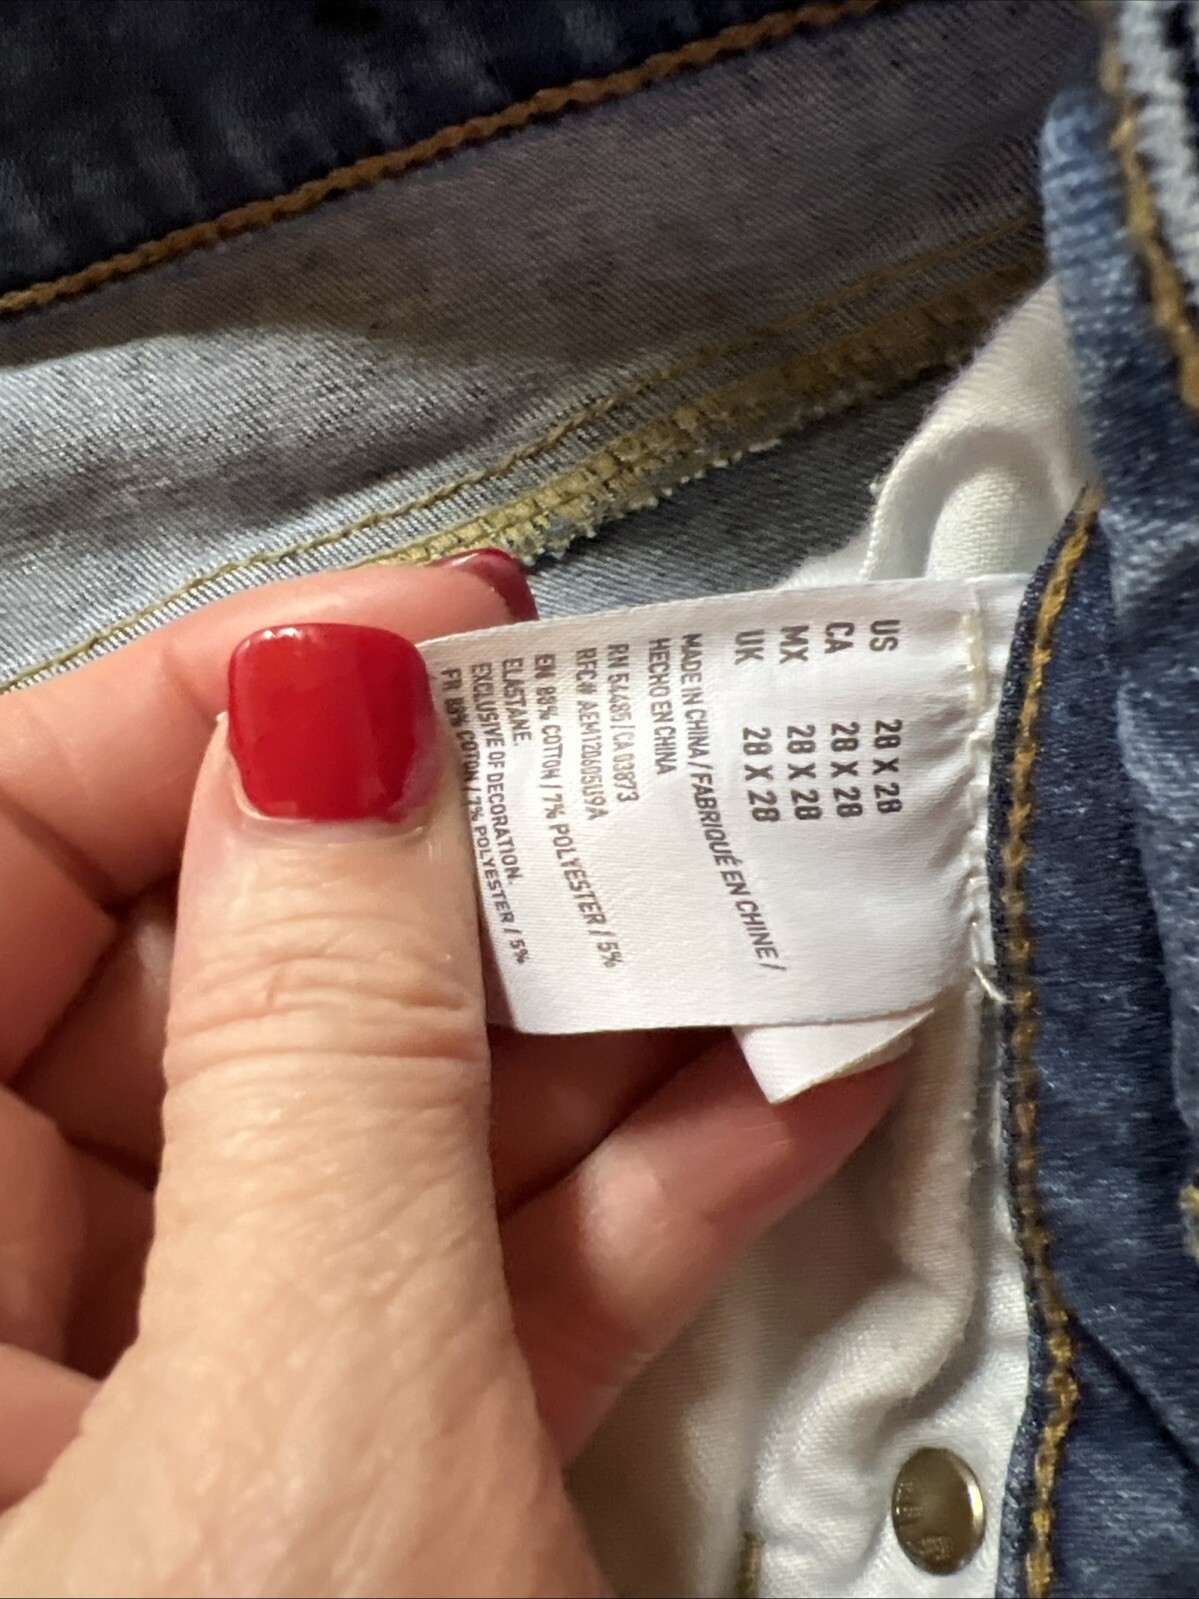 US 28 X 28
CA 28 X 28
MX 28 X 28
UK 28 X 28
MADE IN CHINA / FABRIQUÉ EN CHINE /
HECHO EN CHINA
RN 54485 / CA 03873
RFC# AEM120605U9A
EN 88% COTTON / 7% POLYESTER / 5%
ELASTANE.
EXCLUSIVE OF DECORATION.
FR 88% COTON / 7% POLYESTER / 5%